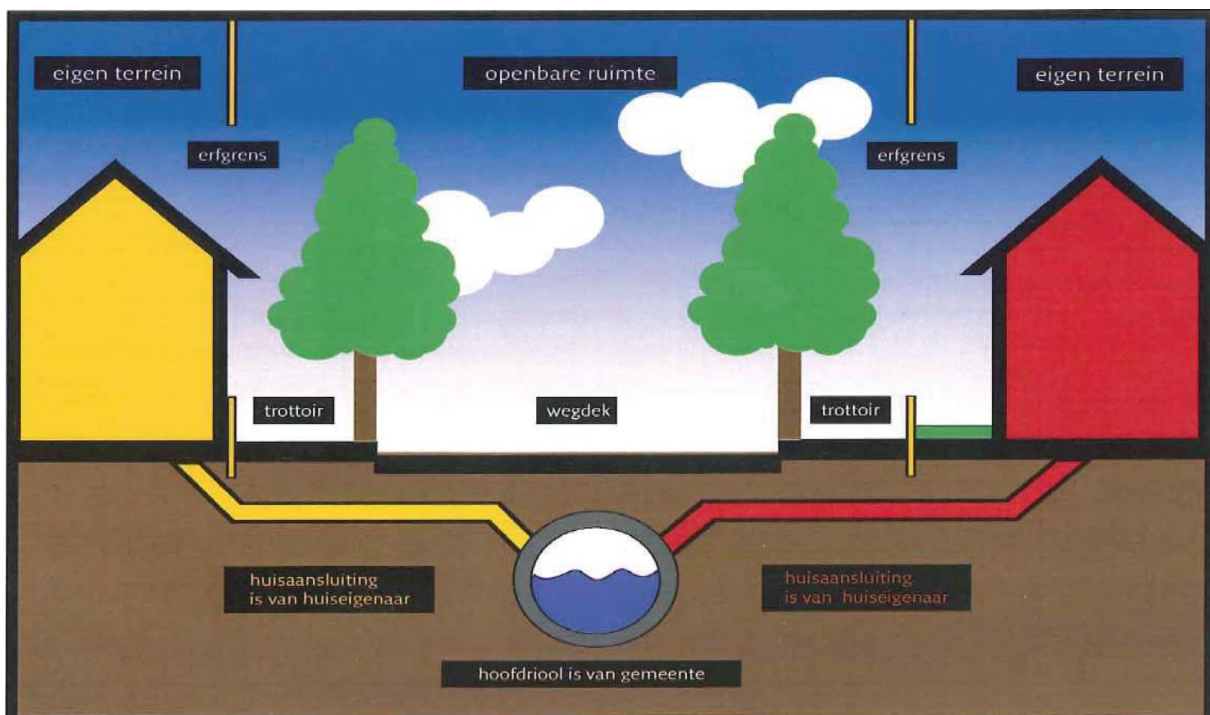 eigen terrein
openbare ruimte
eigen terrein
erfgrens
erfgrens
trottoir
wegdek
trottoir
huisaansluiting
is van huiseigenaar
huisaansluiting
is van huiseigenaar
hoofdriool is van gemeente